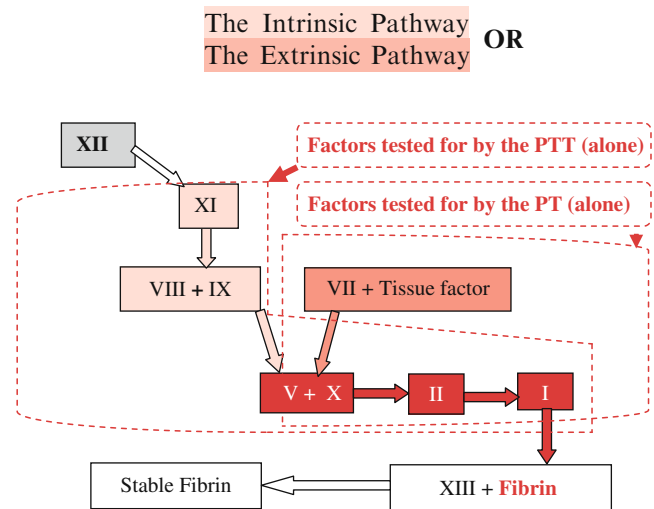 The Intrinsic Pathway
The Extrinsic Pathway
OR
XII
Factors tested for by the PTT (alone)
XI
Factors tested for by the PT (alone)
VIII + IX
VII + Tissue factor
V + X
II
I
Stable Fibrin
XIII + Fibrin